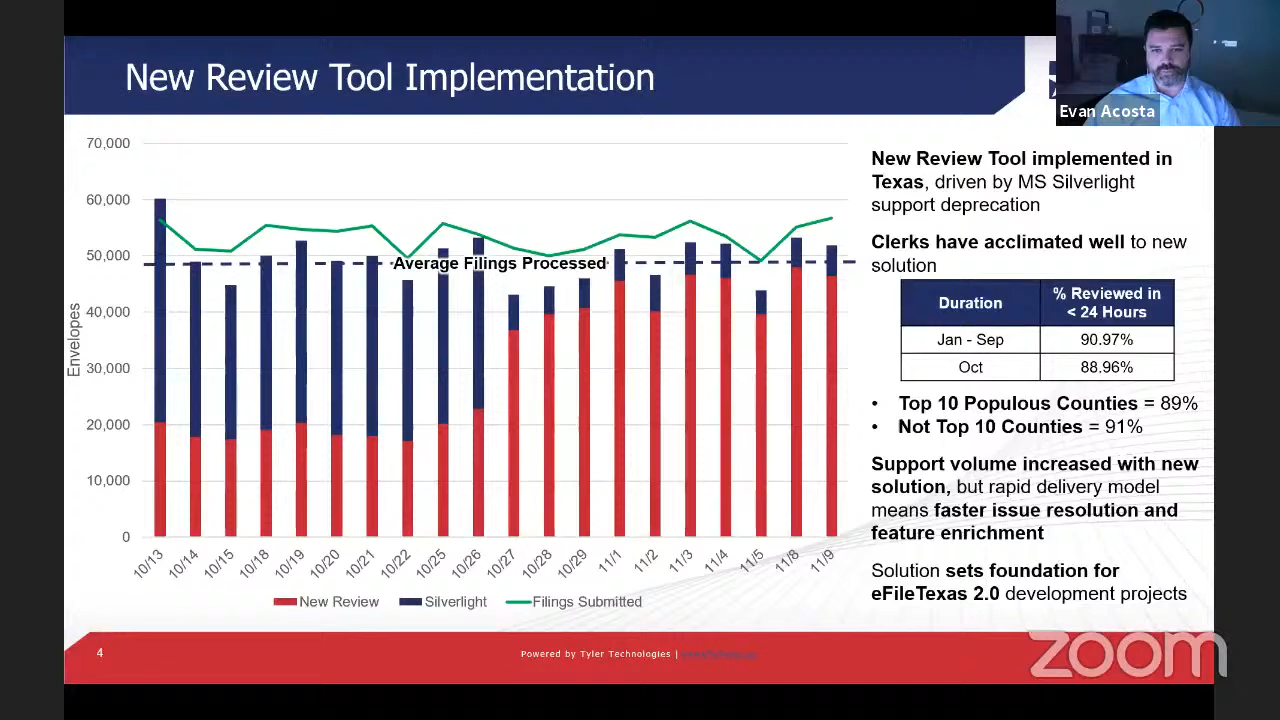 New Review Tool Implementation
Evan Acosta
70,000
60,000
50,000
40,000
30,000
20,000
10,000
0
Envelopes
Average Filings Processed
10/13
10/14
10/15
10/18
10/19
10/20
10/21
10/22
10/25
10/26
10/27
10/28
10/29
11/1
11/2
11/3
11/4
11/5
11/8
11/9
New Review
Silverlight
Filings Submitted
New Review Tool implemented in
Texas, driven by MS Silverlight
support deprecation
Clerks have acclimated well to new
solution
Duration
% Reviewed in
< 24 Hours
Jan - Sep
90.97%
Oct
88.96%
• Top 10 Populous Counties = 89%
• Not Top 10 Counties = 91%
Support volume increased with new
solution, but rapid delivery model
means faster issue resolution and
feature enrichment
Solution sets foundation for
eFileTexas 2.0 development projects
4
Powered by Tyler Technologies |
zoom